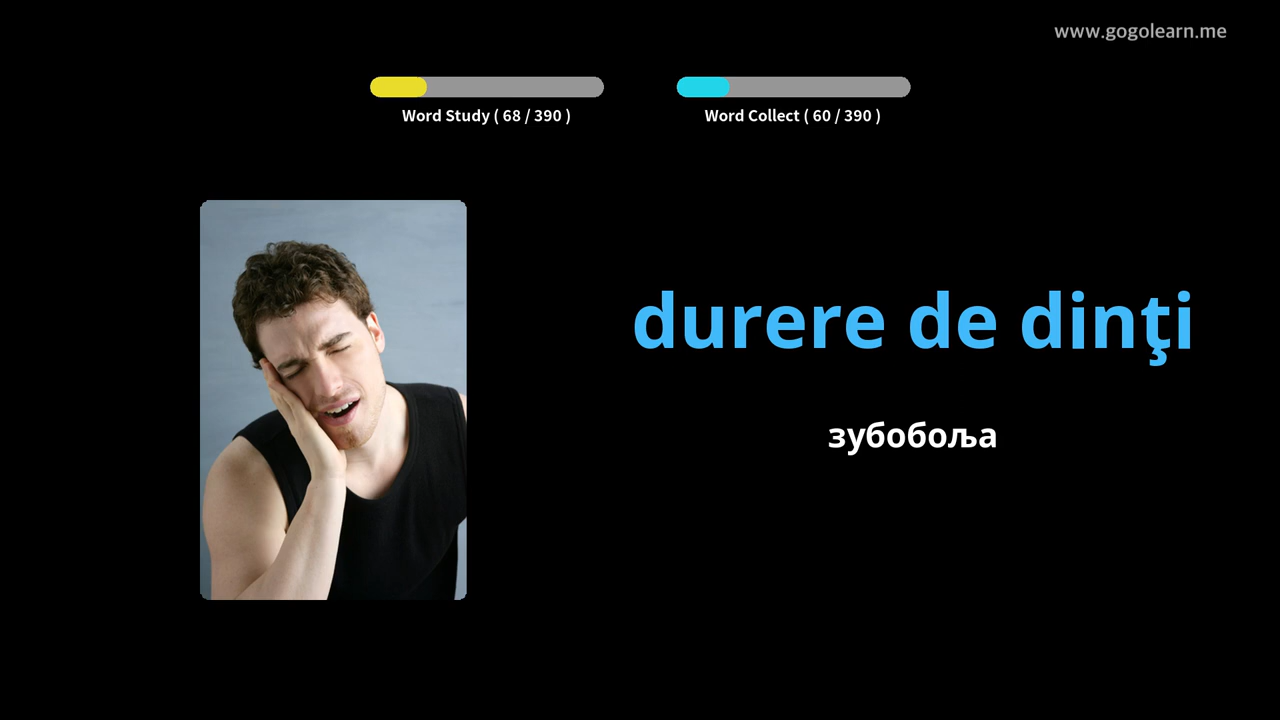 www.gogolearn.me
Word Study ( 68 / 390 )
Word Collect ( 60 / 390 )
durere de dinţi
зубобоља